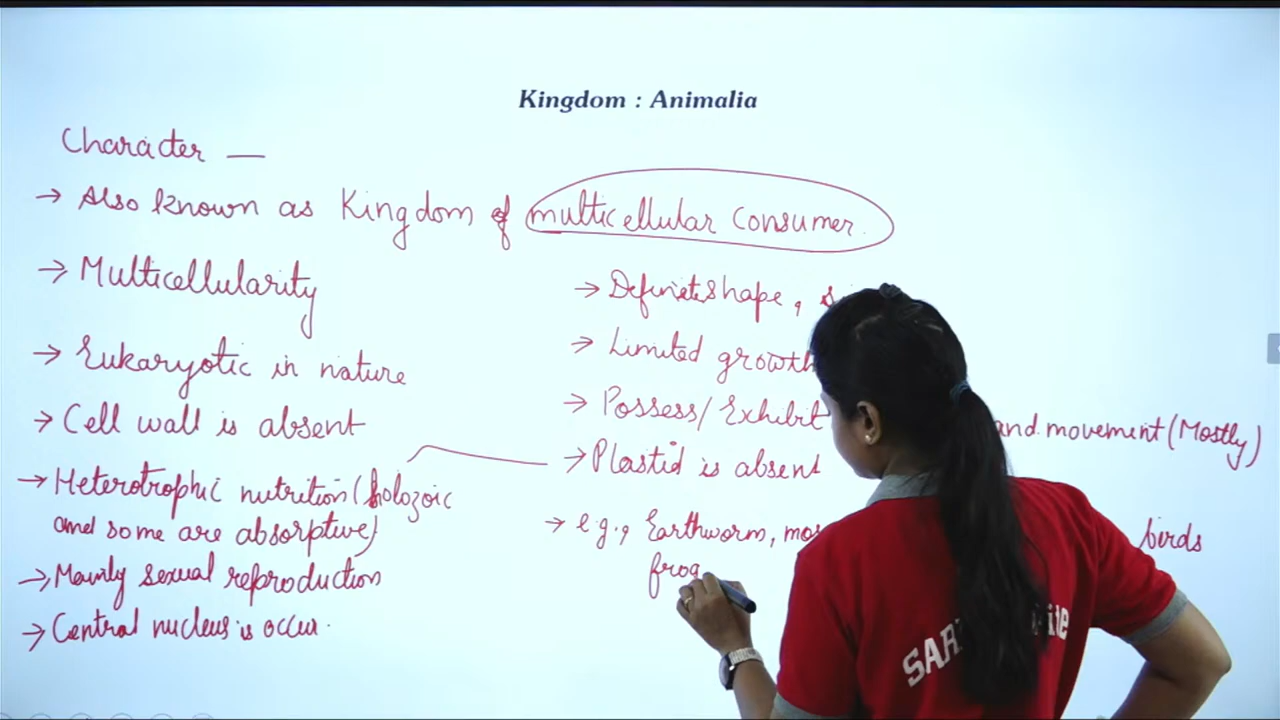 Kingdom : Animalia
Character —
→ Also known as Kingdom of multicellular consumer.
→ Multicellularity
→ Eukaryotic in nature
→ Cell wall is absent
→ Heterotrophic nutrition (holozoic
and some are absorptive)
→ Mainly sexual reproduction
→ Central nucleus is occur.
→ Definite shape,
→ Limited growth
→ Possess/Exhibit and movement (Mostly)
→ Plastid is absent
→ e.g., Earthworm, birds
frog
SAR